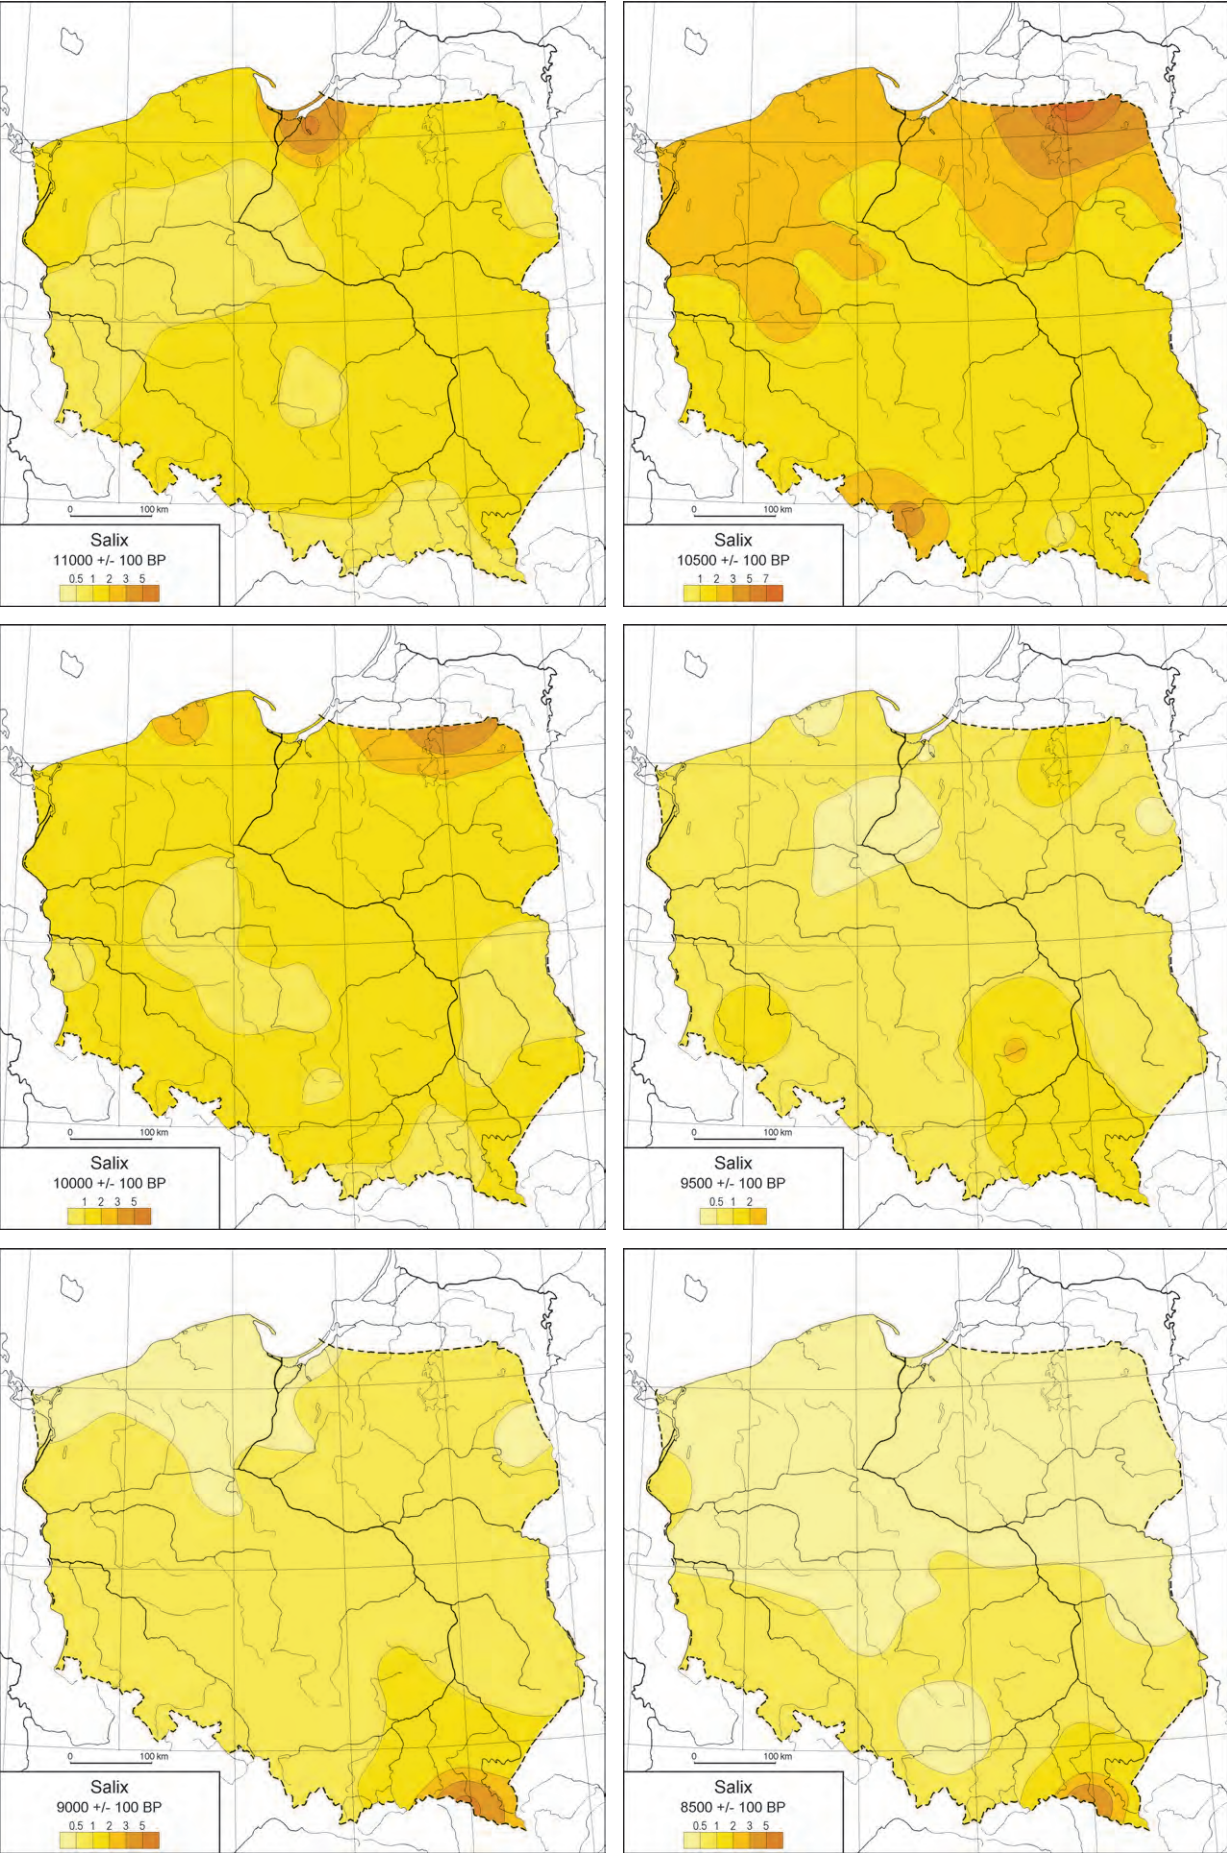 0 100 km
Salix
11000 +/- 100 BP
0.5 1 2 3 5
0 100 km
Salix
10500 +/- 100 BP
1 2 3 5 7
0 100 km
Salix
10000 +/- 100 BP
1 2 3 5
0 100 km
Salix
9500 +/- 100 BP
0.5 1 2
0 100 km
Salix
9000 +/- 100 BP
0.5 1 2 3 5
0 100 km
Salix
8500 +/- 100 BP
0.5 1 2 3 5